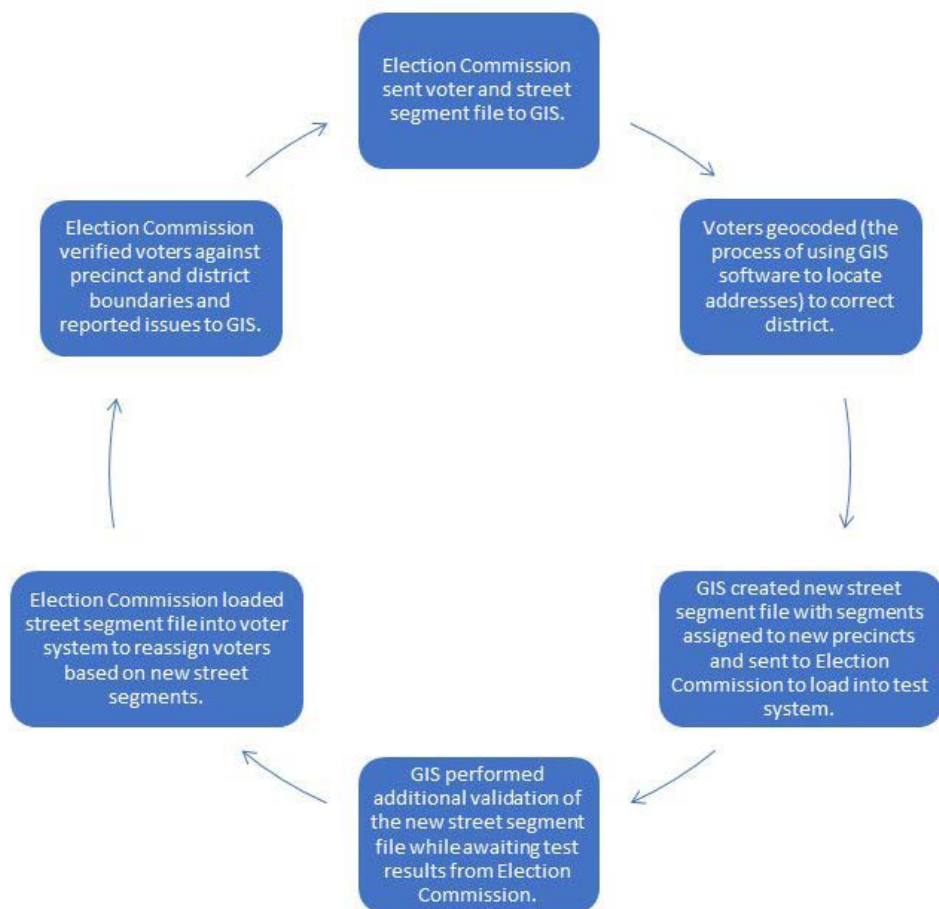 Election Commission
sent voter and street
segment file to GIS.
Voters geocoded (the
process of using GIS
software to locate
addresses) to correct
district.
GIS created new street
segment file with segments
assigned to new precincts
and sent to Election
Commission to load into test
system.
GIS performed
additional validation of
the new street segment
file while awaiting test
results from Election
Commission.
Election Commission loaded
street segment file into voter
system to reassign voters
based on new street
segments.
Election Commission
verified voters against
precinct and district
boundaries and
reported issues to GIS.